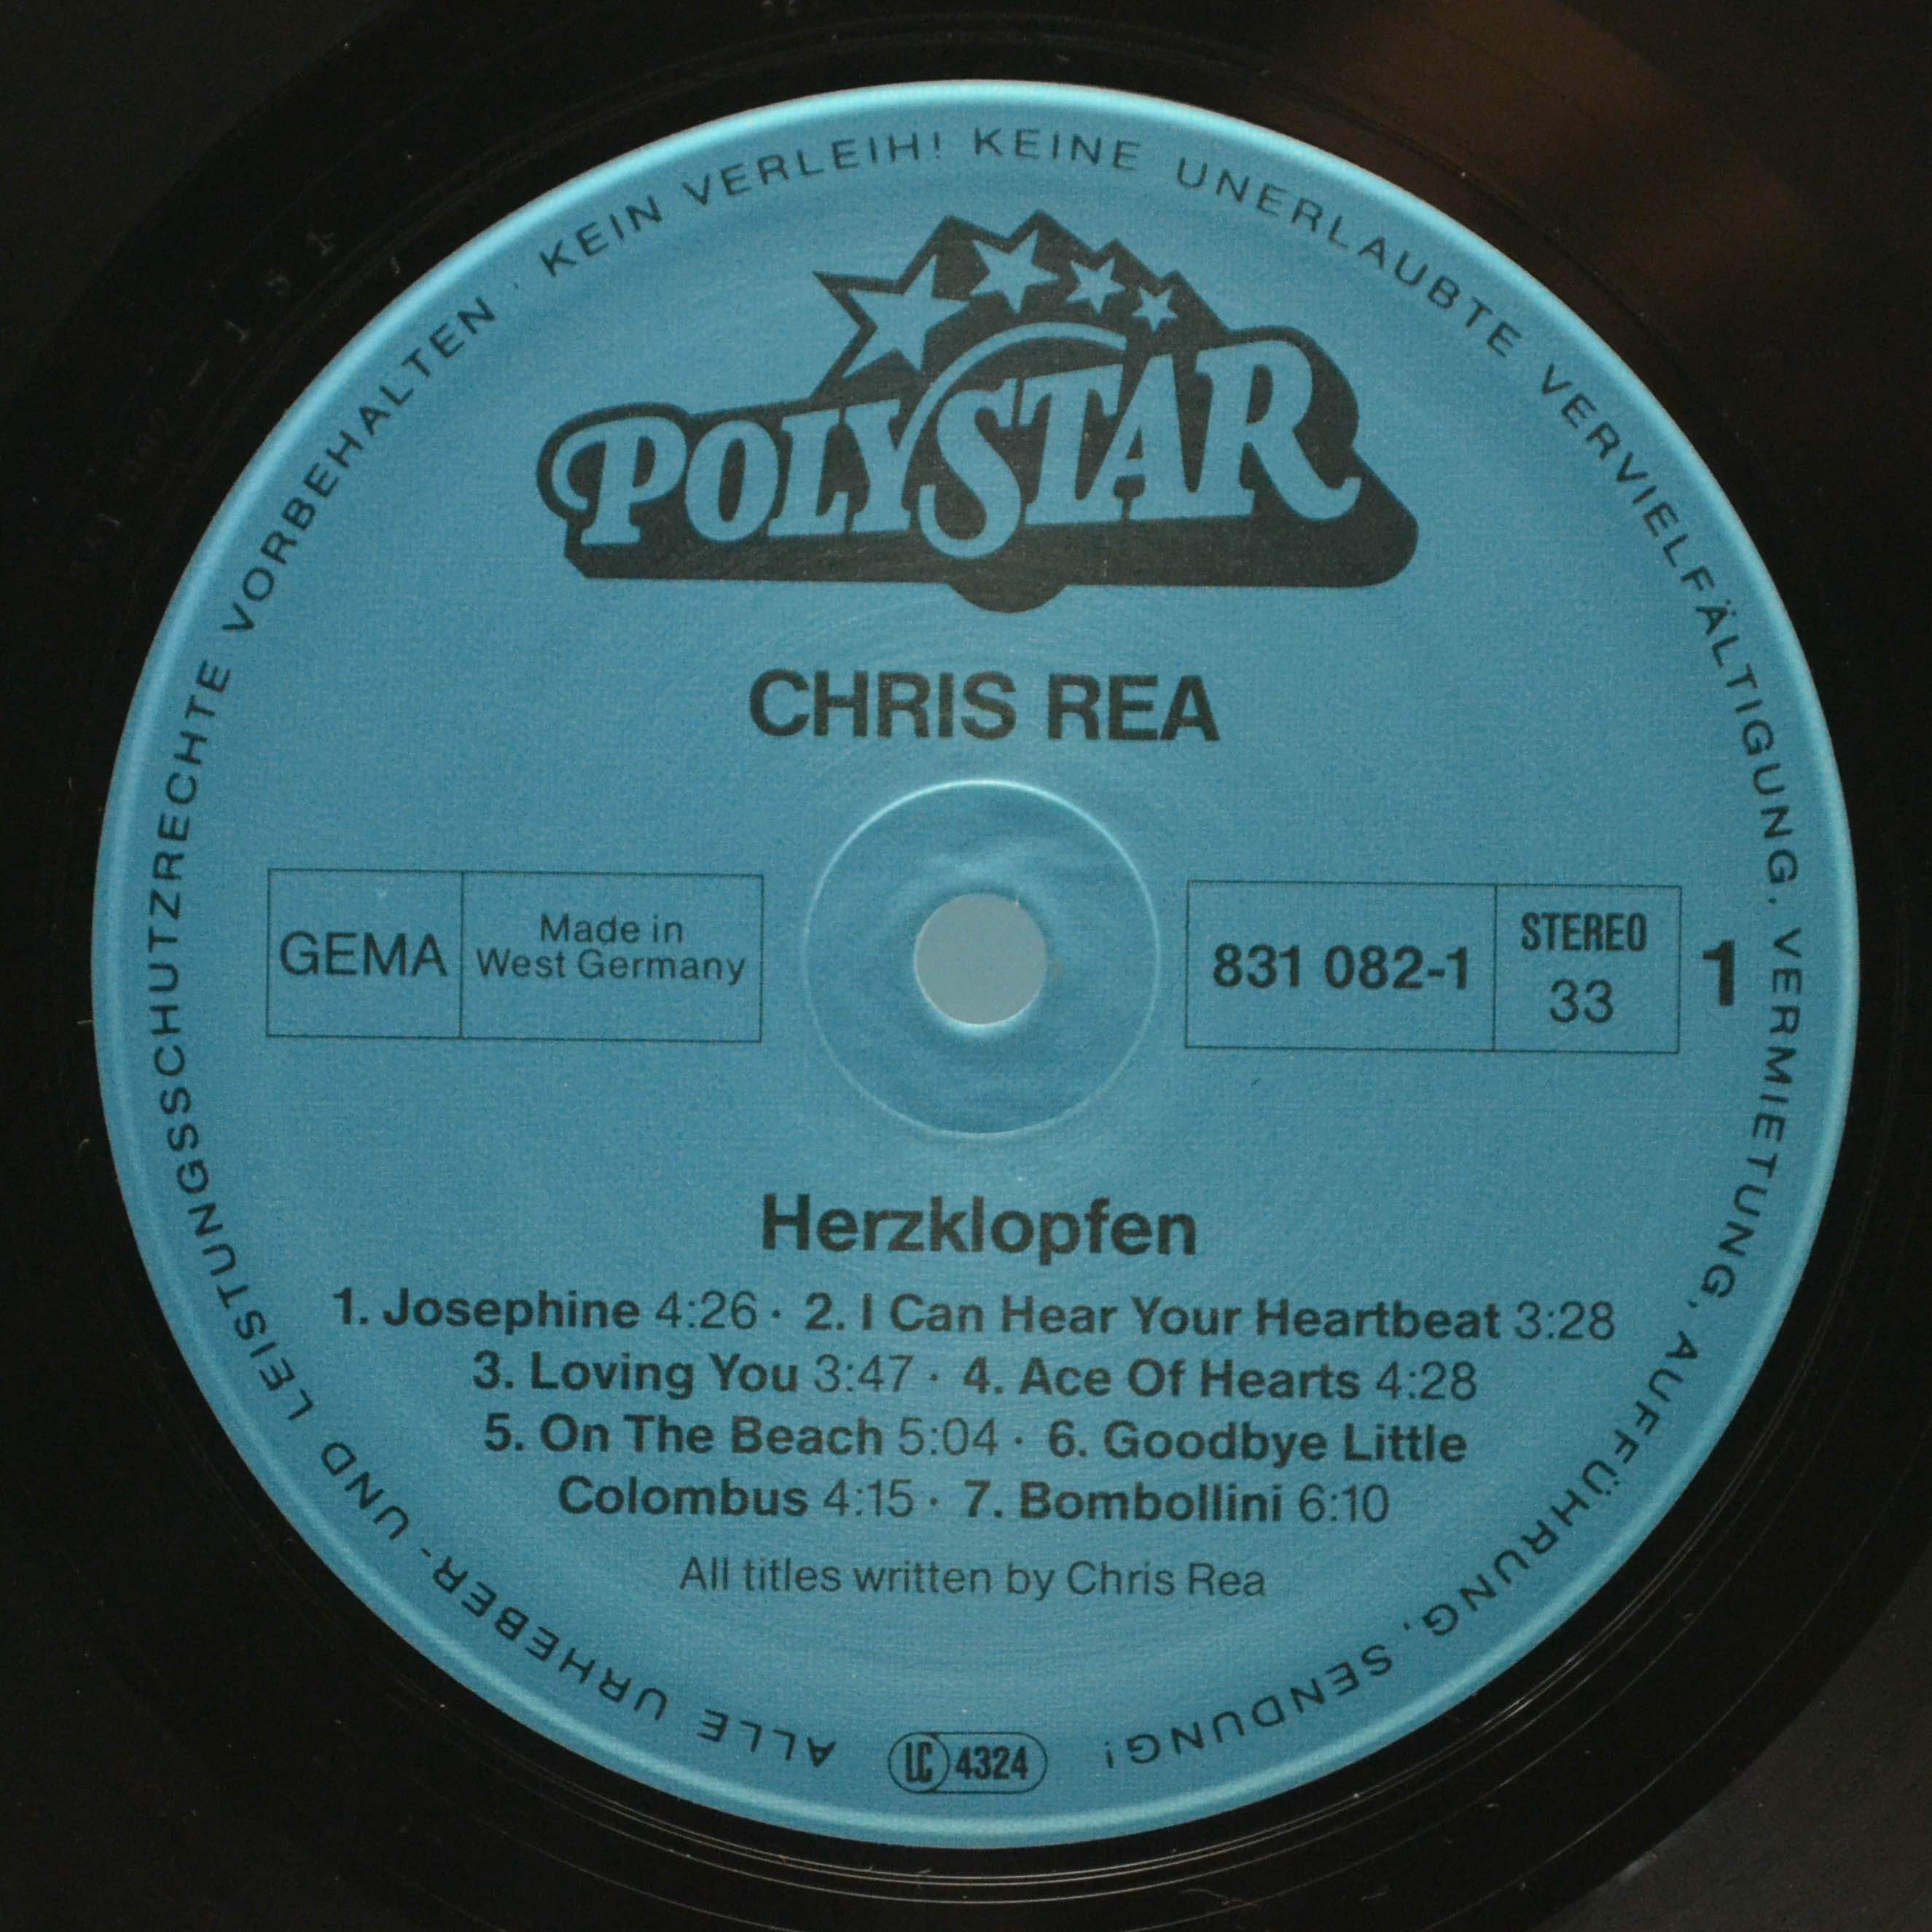 ALLE URHEBER- UND LEISTUNGSSCHUTZRECHTE VORBEHALTEN · KEIN VERLEIH! KEINE UNERLAUBTE VERVIELFÄLTIGUNG, VERMIETUNG, AUFFÜHRUNG, SENDUNG!
POLYSTAR
CHRIS REA
GEMA
Made in
West Germany
831 082-1
STEREO
33
1
Herzklopfen
1. Josephine 4:26 · 2. I Can Hear Your Heartbeat 3:28
3. Loving You 3:47 · 4. Ace Of Hearts 4:28
5. On The Beach 5:04 · 6. Goodbye Little
Colombus 4:15 · 7. Bombollini 6:10
All titles written by Chris Rea
LC 4324